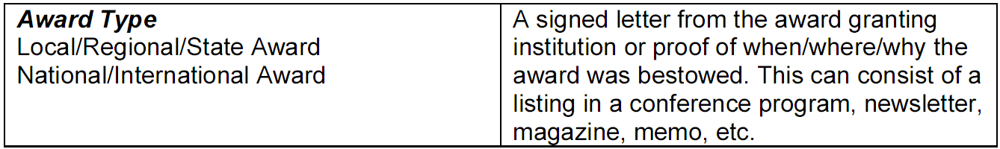 Award Type
Local/Regional/State Award
National/International Award
A signed letter from the award granting
institution or proof of when/where/why the
award was bestowed. This can consist of a
listing in a conference program, newsletter,
magazine, memo, etc.